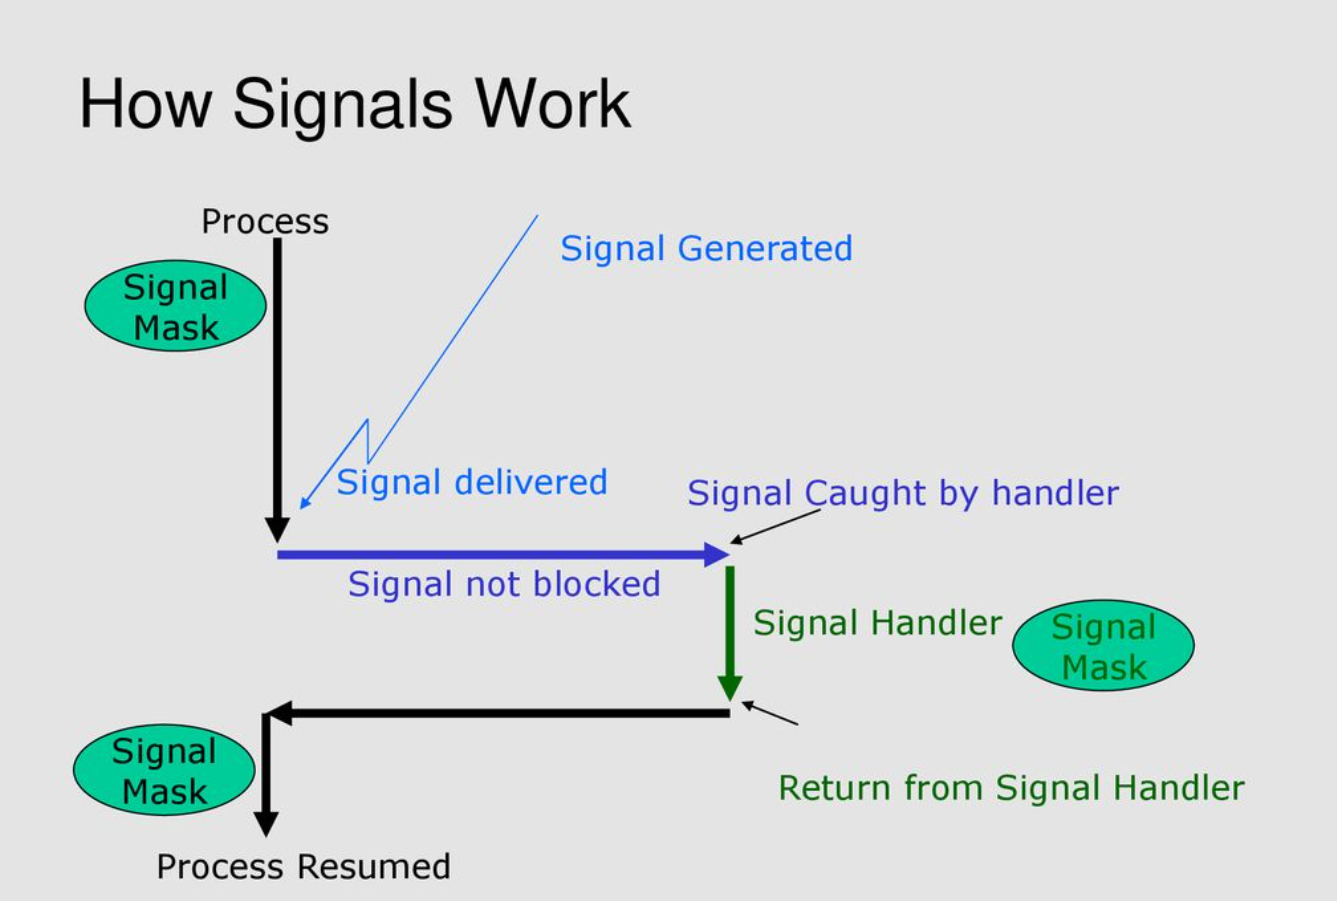 How Signals Work
Process
Signal Generated
Signal
Mask
Signal delivered
Signal Caught by handler
Signal not blocked
Signal Handler
Signal
Mask
Signal
Mask
Return from Signal Handler
Process Resumed